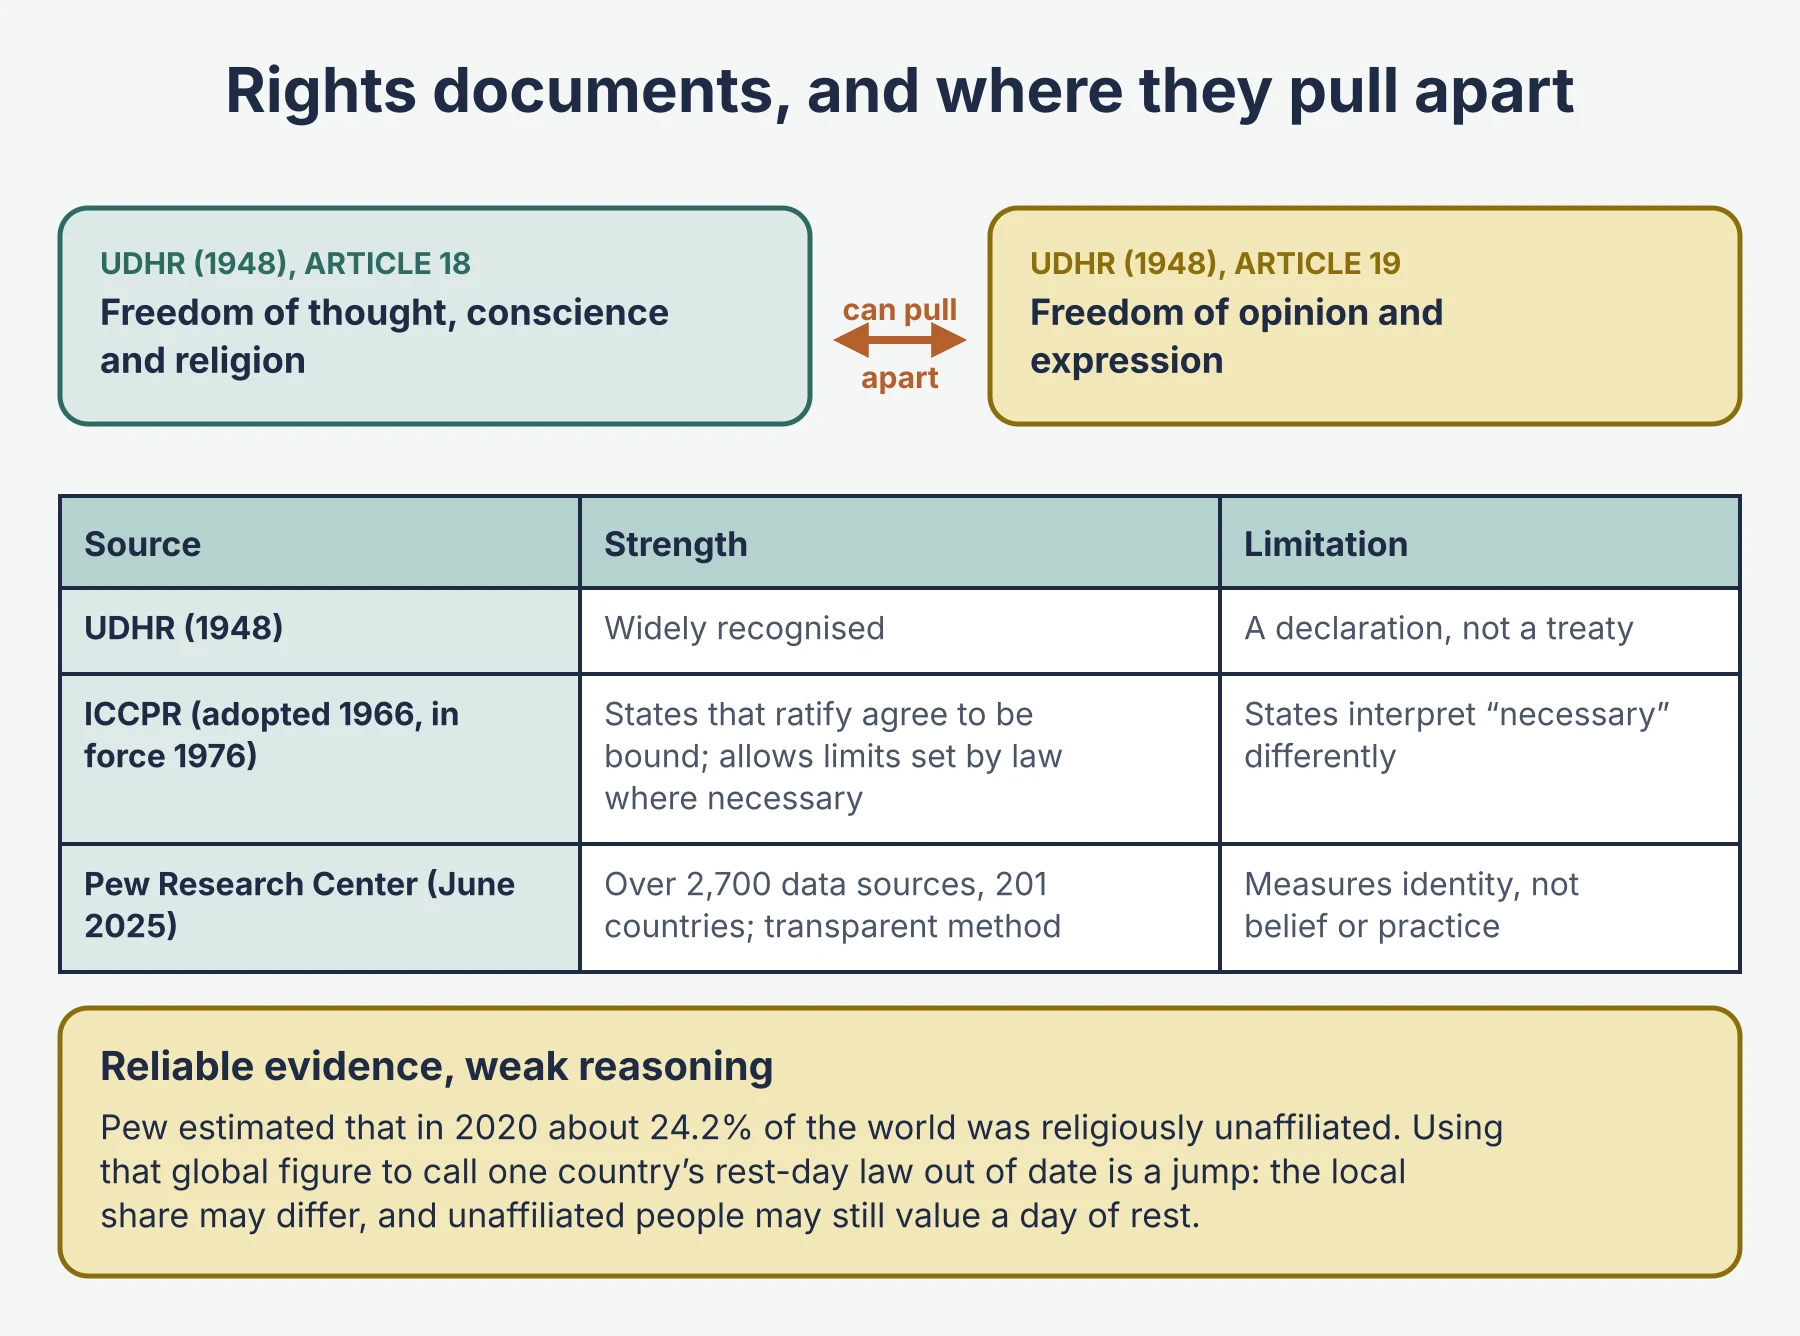 Rights documents, and where they pull apart
UDHR (1948), ARTICLE 18
Freedom of thought, conscience
and religion
can pull
apart
UDHR (1948), ARTICLE 19
Freedom of opinion and
expression
Source
Strength
Limitation
UDHR (1948)
Widely recognised
A declaration, not a treaty
ICCPR (adopted 1966, in
force 1976)
States that ratify agree to be
bound; allows limits set by law
where necessary
States interpret “necessary”
differently
Pew Research Center (June
2025)
Over 2,700 data sources, 201
countries; transparent method
Measures identity, not
belief or practice
Reliable evidence, weak reasoning
Pew estimated that in 2020 about 24.2% of the world was religiously unaffiliated. Using
that global figure to call one country’s rest-day law out of date is a jump: the local
share may differ, and unaffiliated people may still value a day of rest.